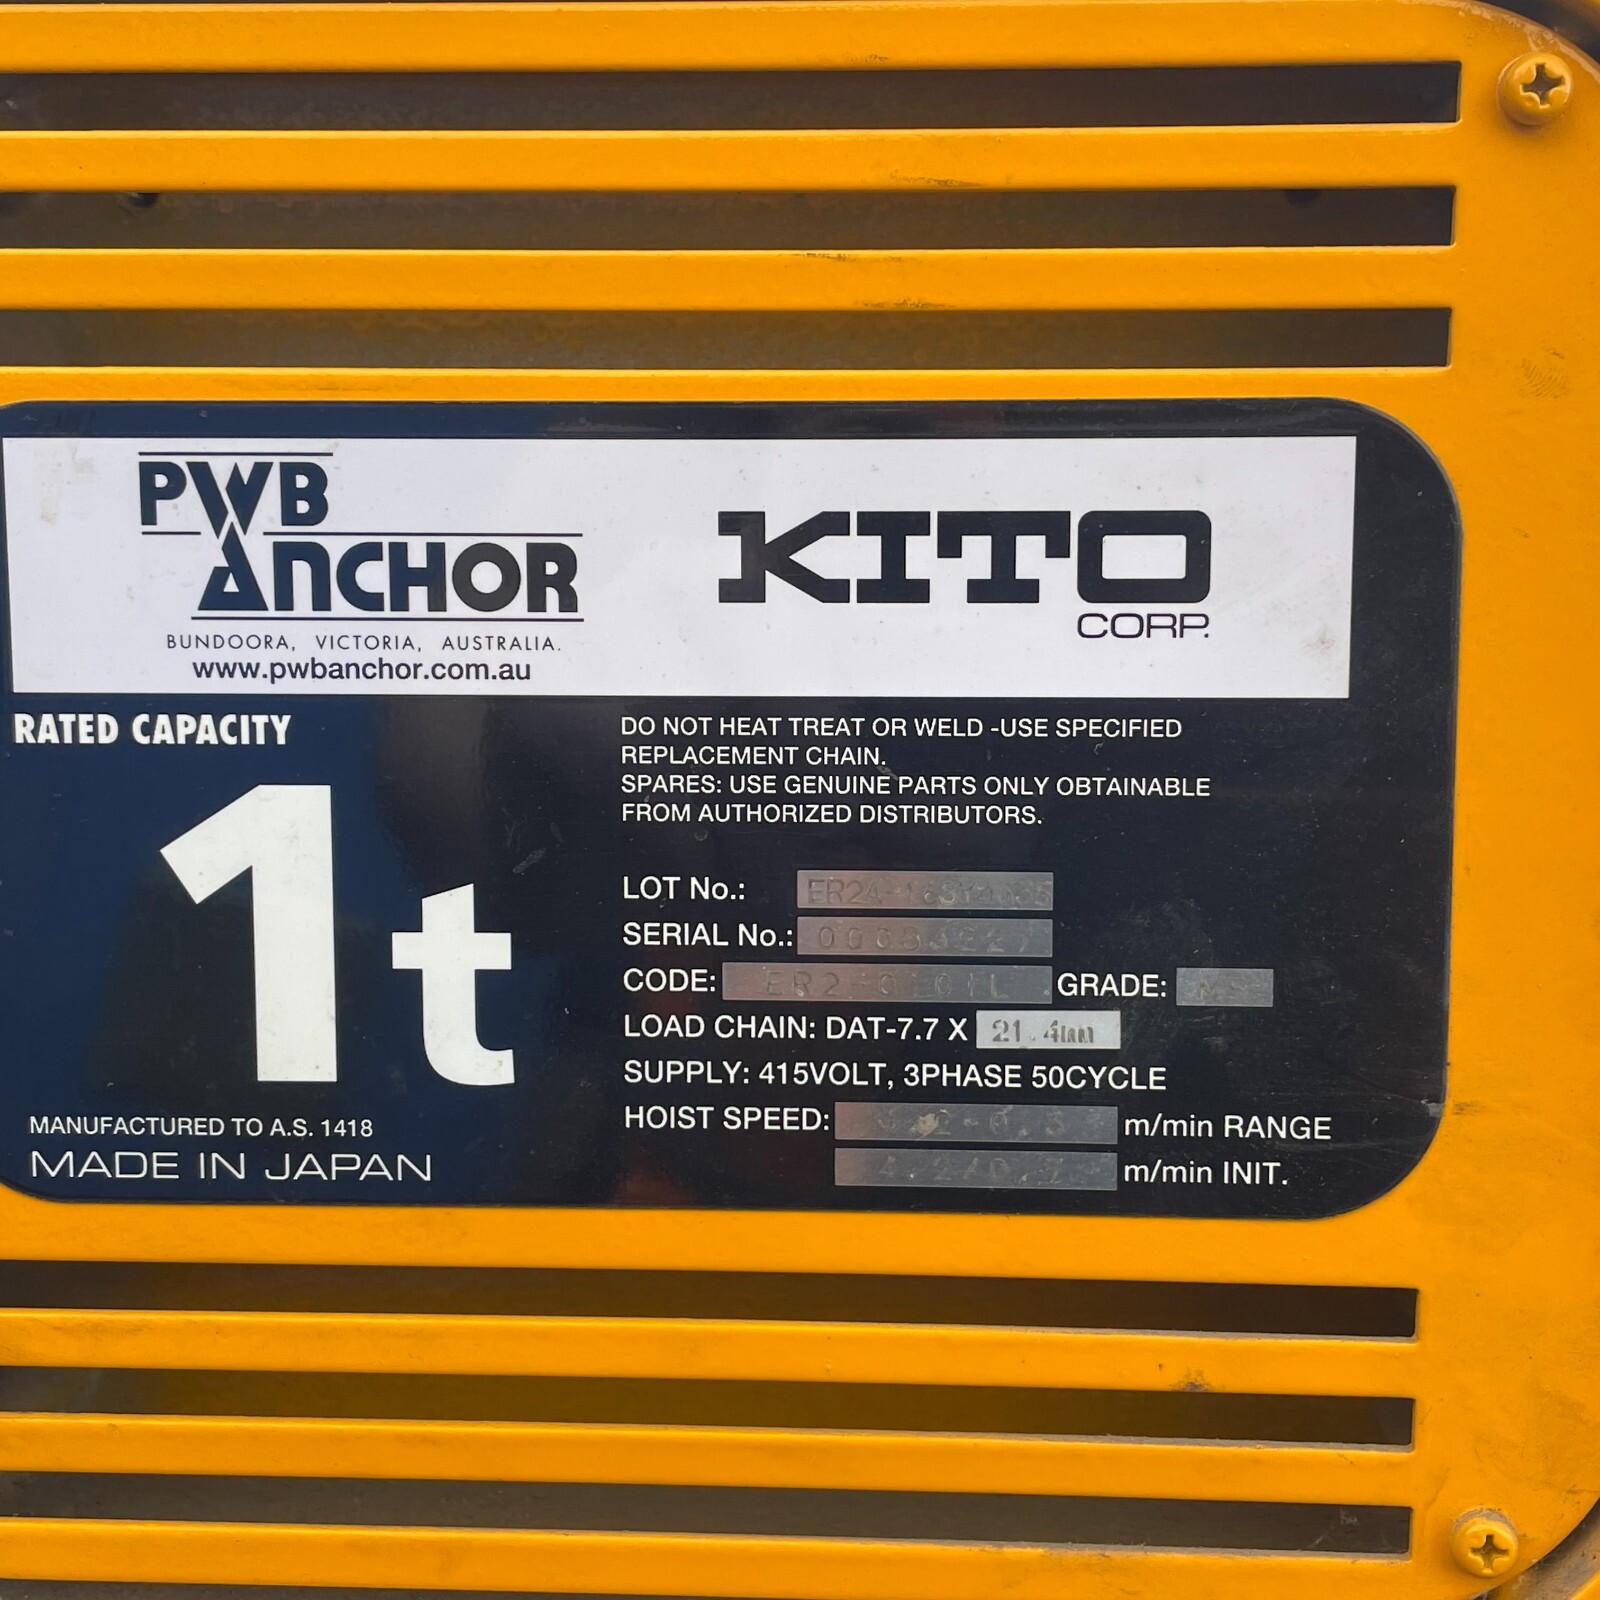 PWB
ANCHOR
BUNDOORA, VICTORIA, AUSTRALIA.
www.pwbanchor.com.au
KITO
CORP.
RATED CAPACITY
1t
MANUFACTURED TO A.S. 1418
MADE IN JAPAN
DO NOT HEAT TREAT OR WELD -USE SPECIFIED
REPLACEMENT CHAIN.
SPARES: USE GENUINE PARTS ONLY OBTAINABLE
FROM AUTHORIZED DISTRIBUTORS.
LOT No.:
SERIAL No.:
CODE: GRADE:
LOAD CHAIN: DAT-7.7 X 21.4mm
SUPPLY: 415VOLT, 3PHASE 50CYCLE
HOIST SPEED: m/min RANGE
m/min INIT.